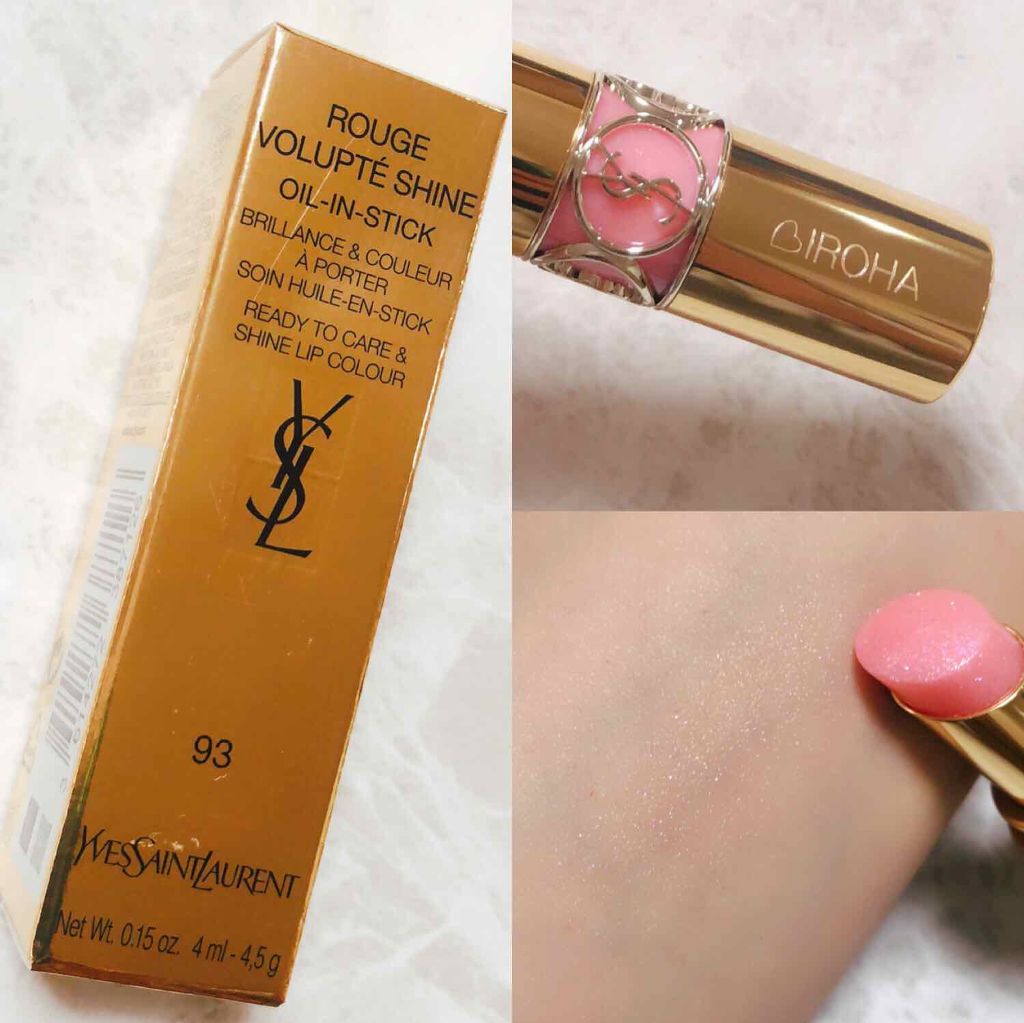 ROUGE
VOLUPTÉ SHINE
OIL-IN-STICK
BRILLANCE & COULEUR
À PORTER
SOIN HUILE-EN-STICK
READY TO CARE &
SHINE LIP COLOUR
YSL
93
YVESSAINTLAURENT
Net Wt. 0.15 oz. 4 ml - 4,5 g
YSL
♡IROHA